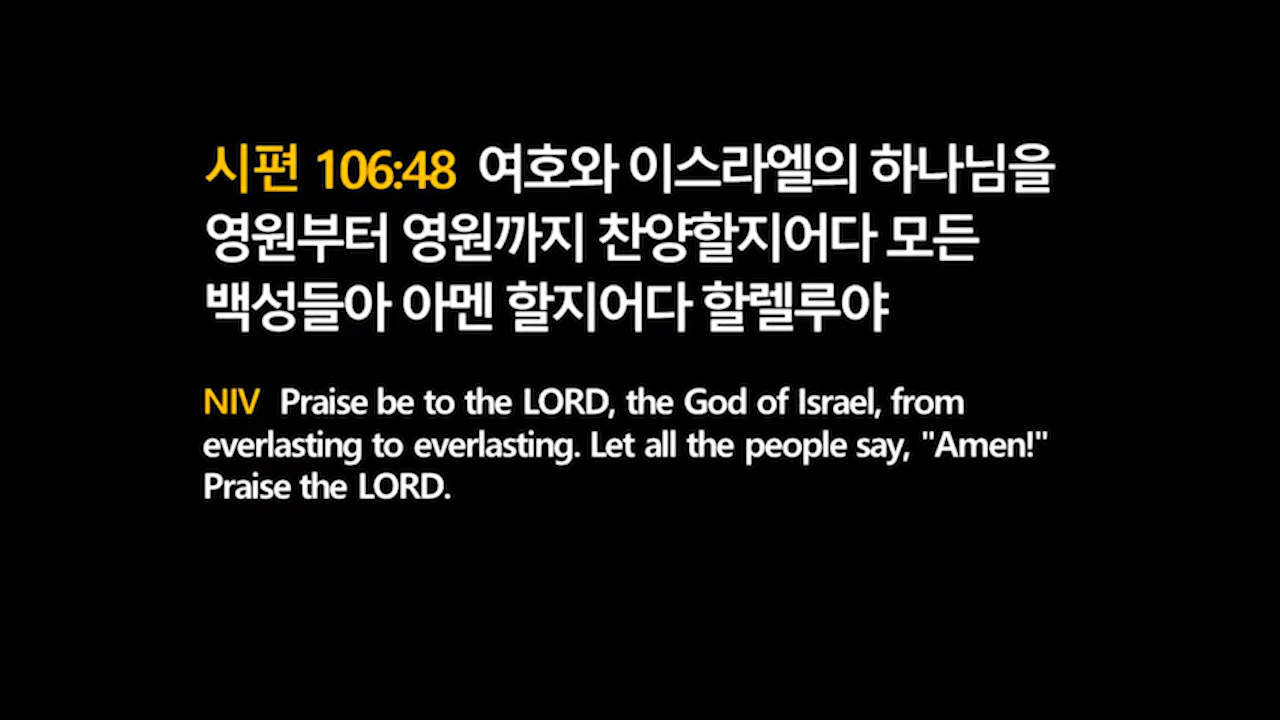 시편 106:48 여호와 이스라엘의 하나님을
영원부터 영원까지 찬양할지어다 모든
백성들아 아멘 할지어다 할렐루야
NIV Praise be to the LORD, the God of Israel, from
everlasting to everlasting. Let all the people say, "Amen!"
Praise the LORD.